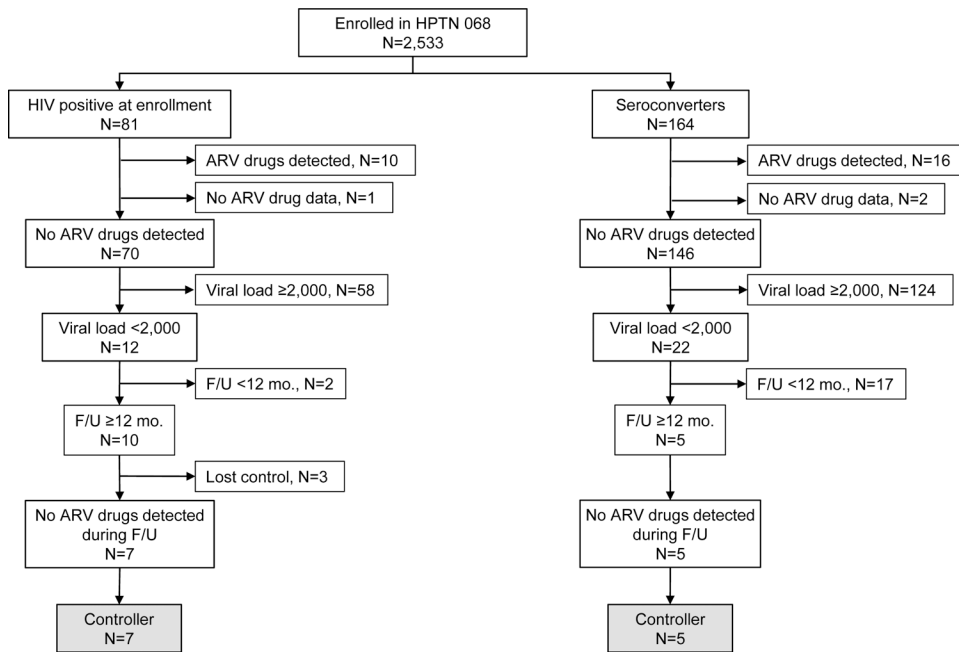 Enrolled in HPTN 068
N=2,533
HIV positive at enrollment
N=81
ARV drugs detected, N=10
No ARV drug data, N=1
No ARV drugs detected
N=70
Viral load ≥2,000, N=58
Viral load <2,000
N=12
F/U <12 mo., N=2
F/U ≥12 mo.
N=10
Lost control, N=3
No ARV drugs detected
during F/U
N=7
Controller
N=7
Seroconverters
N=164
ARV drugs detected, N=16
No ARV drug data, N=2
No ARV drugs detected
N=146
Viral load ≥2,000, N=124
Viral load <2,000
N=22
F/U <12 mo., N=17
F/U ≥12 mo.
N=5
No ARV drugs detected
during F/U
N=5
Controller
N=5